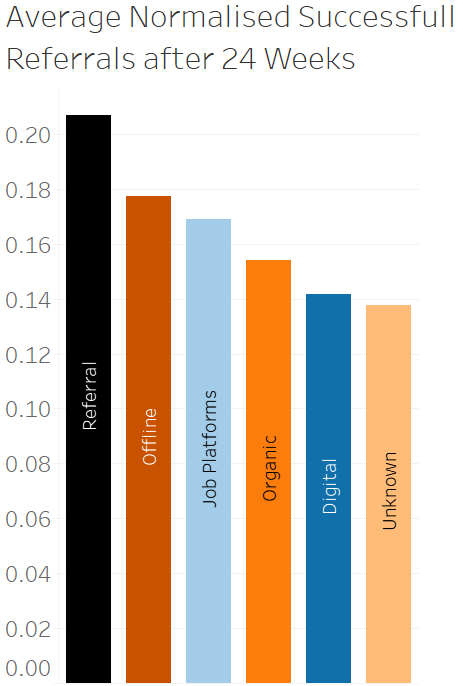 Average Normalised Successfull
Referrals after 24 Weeks
0.20
0.18
0.16
0.14
0.12
0.10
0.08
0.06
0.04
0.02
0.00
Referral
Offline
Job Platforms
Organic
Digital
Unknown